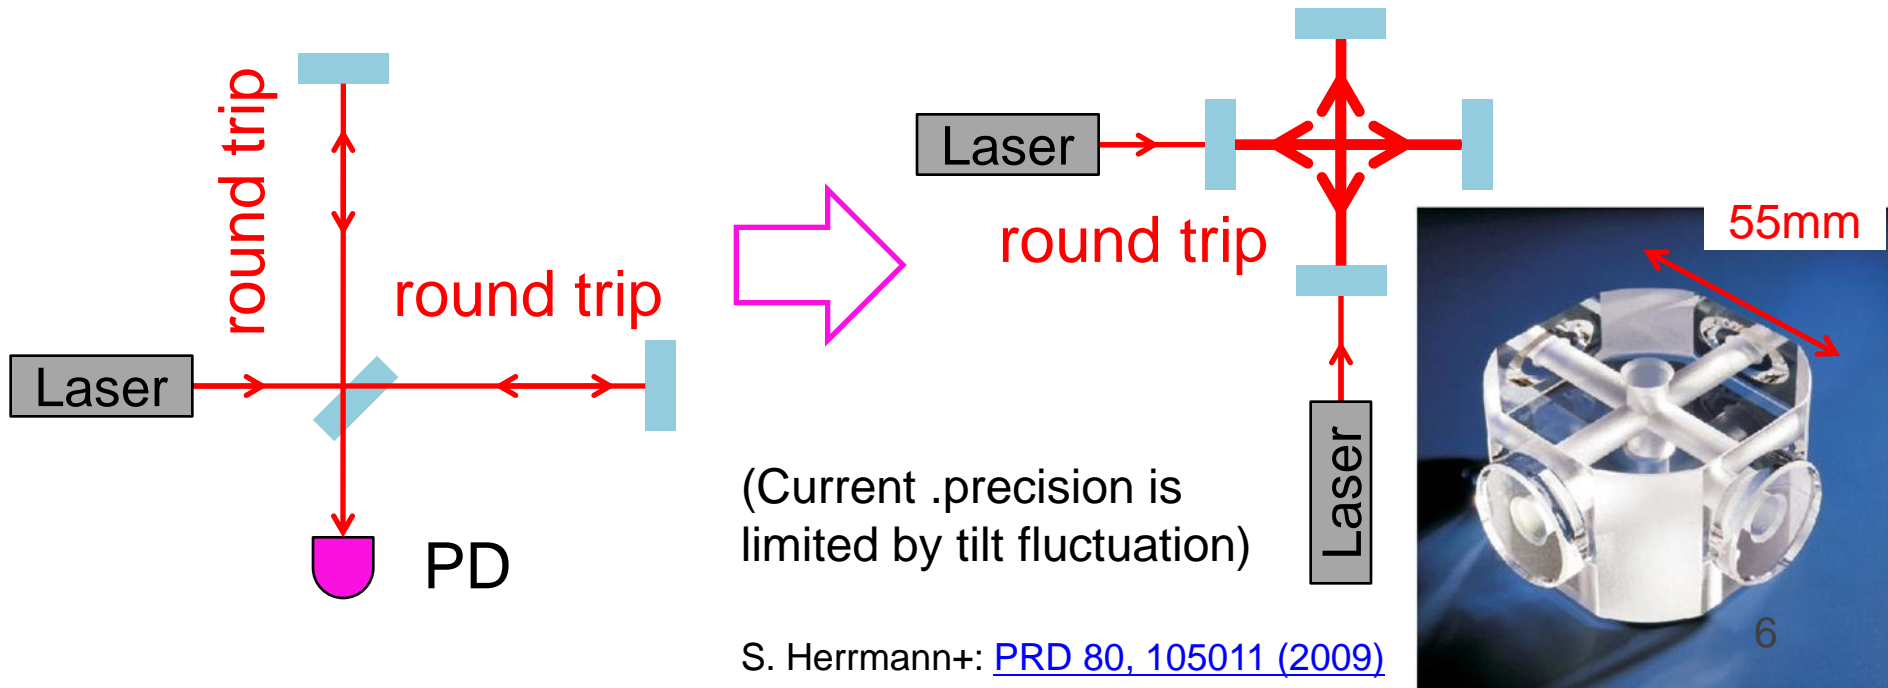 round trip
round trip
Laser
PD
Laser
round trip
Laser
55mm
(Current .precision is
limited by tilt fluctuation)
S. Herrmann+: PRD 80, 105011 (2009)
6